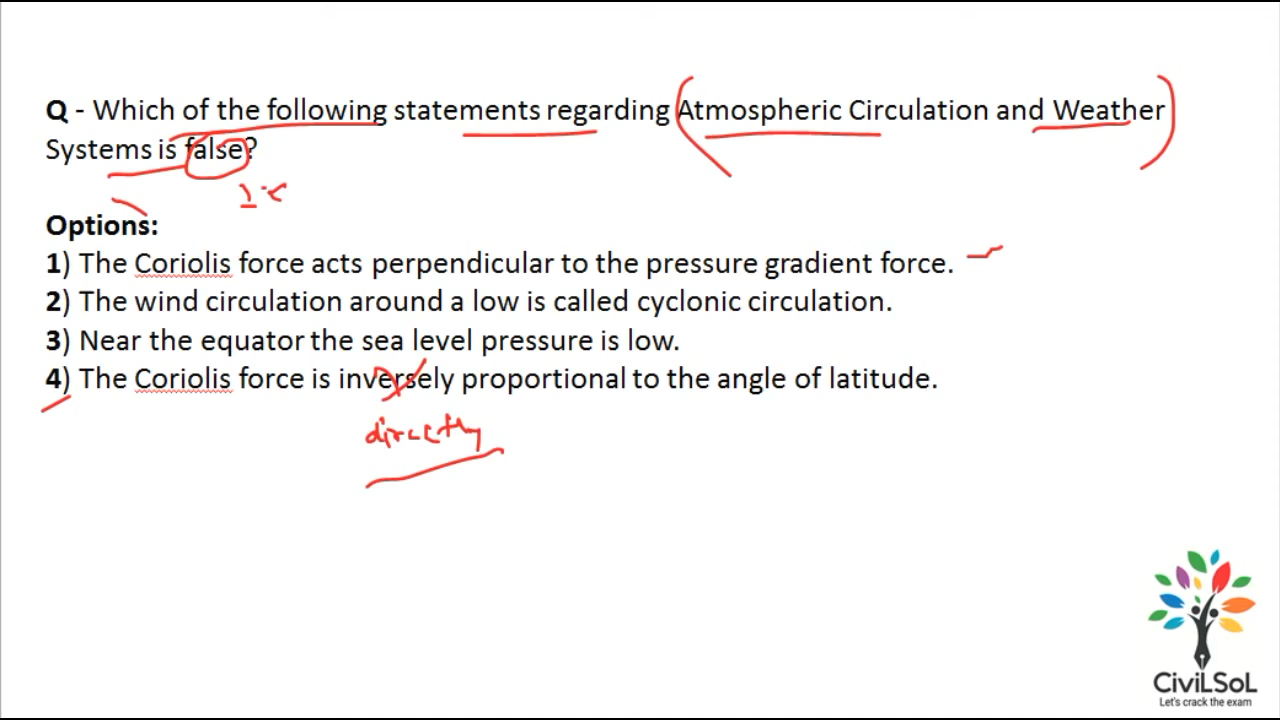 Q - Which of the following statements regarding Atmospheric Circulation and Weather
Systems is false?
Options:
1) The Coriolis force acts perpendicular to the pressure gradient force.
2) The wind circulation around a low is called cyclonic circulation.
3) Near the equator the sea level pressure is low.
4) The Coriolis force is inversely proportional to the angle of latitude.
directly
CiviLSoL
Let's crack the exam